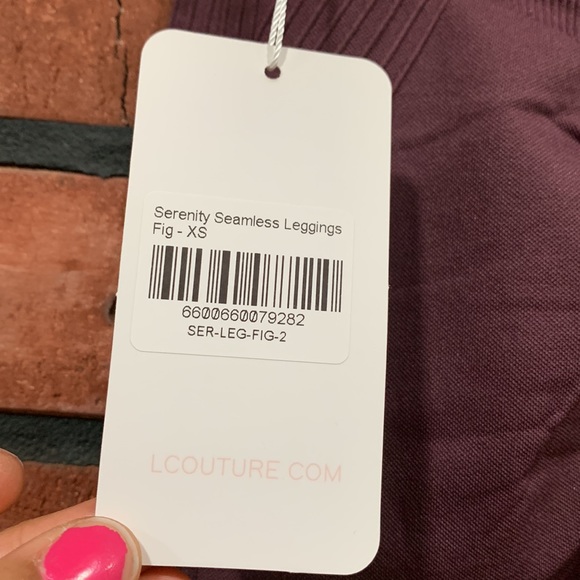 Serenity Seamless Leggings
Fig - XS
6600660079282
SER-LEG-FIG-2
LCOUTURE COM